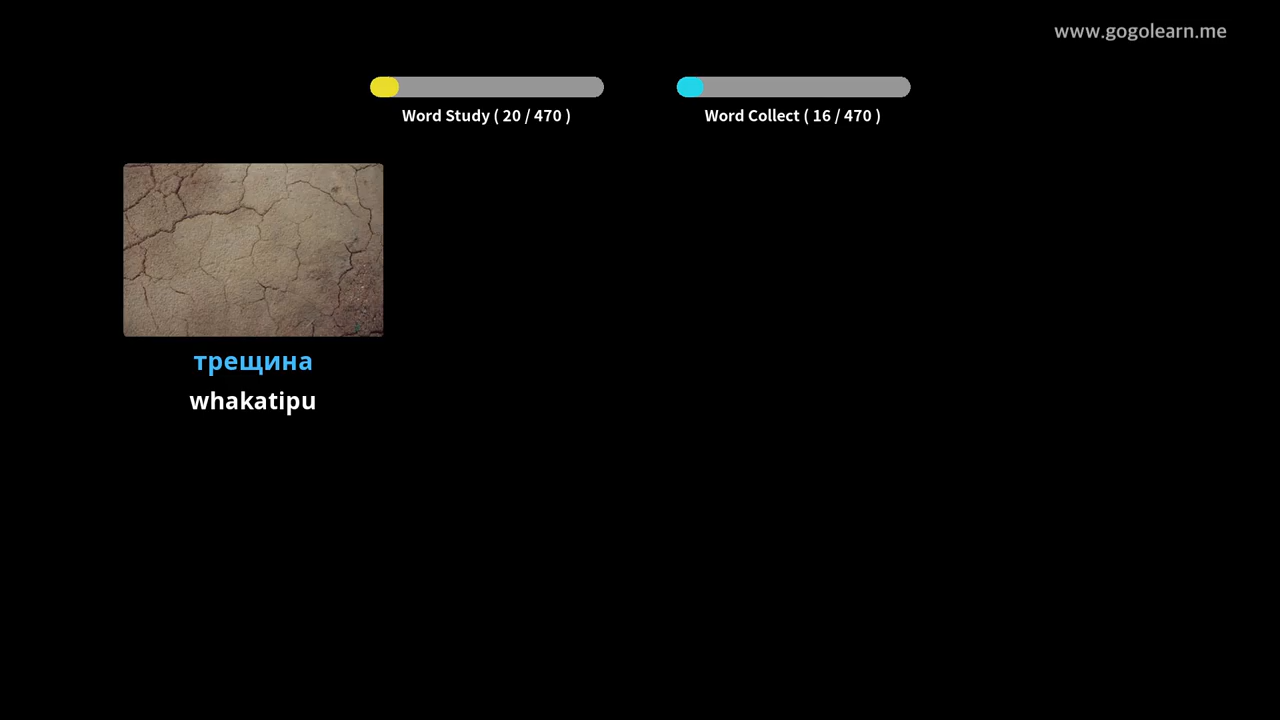 www.gogolearn.me
Word Study ( 20 / 470 )
Word Collect ( 16 / 470 )
трещина
whakatipu